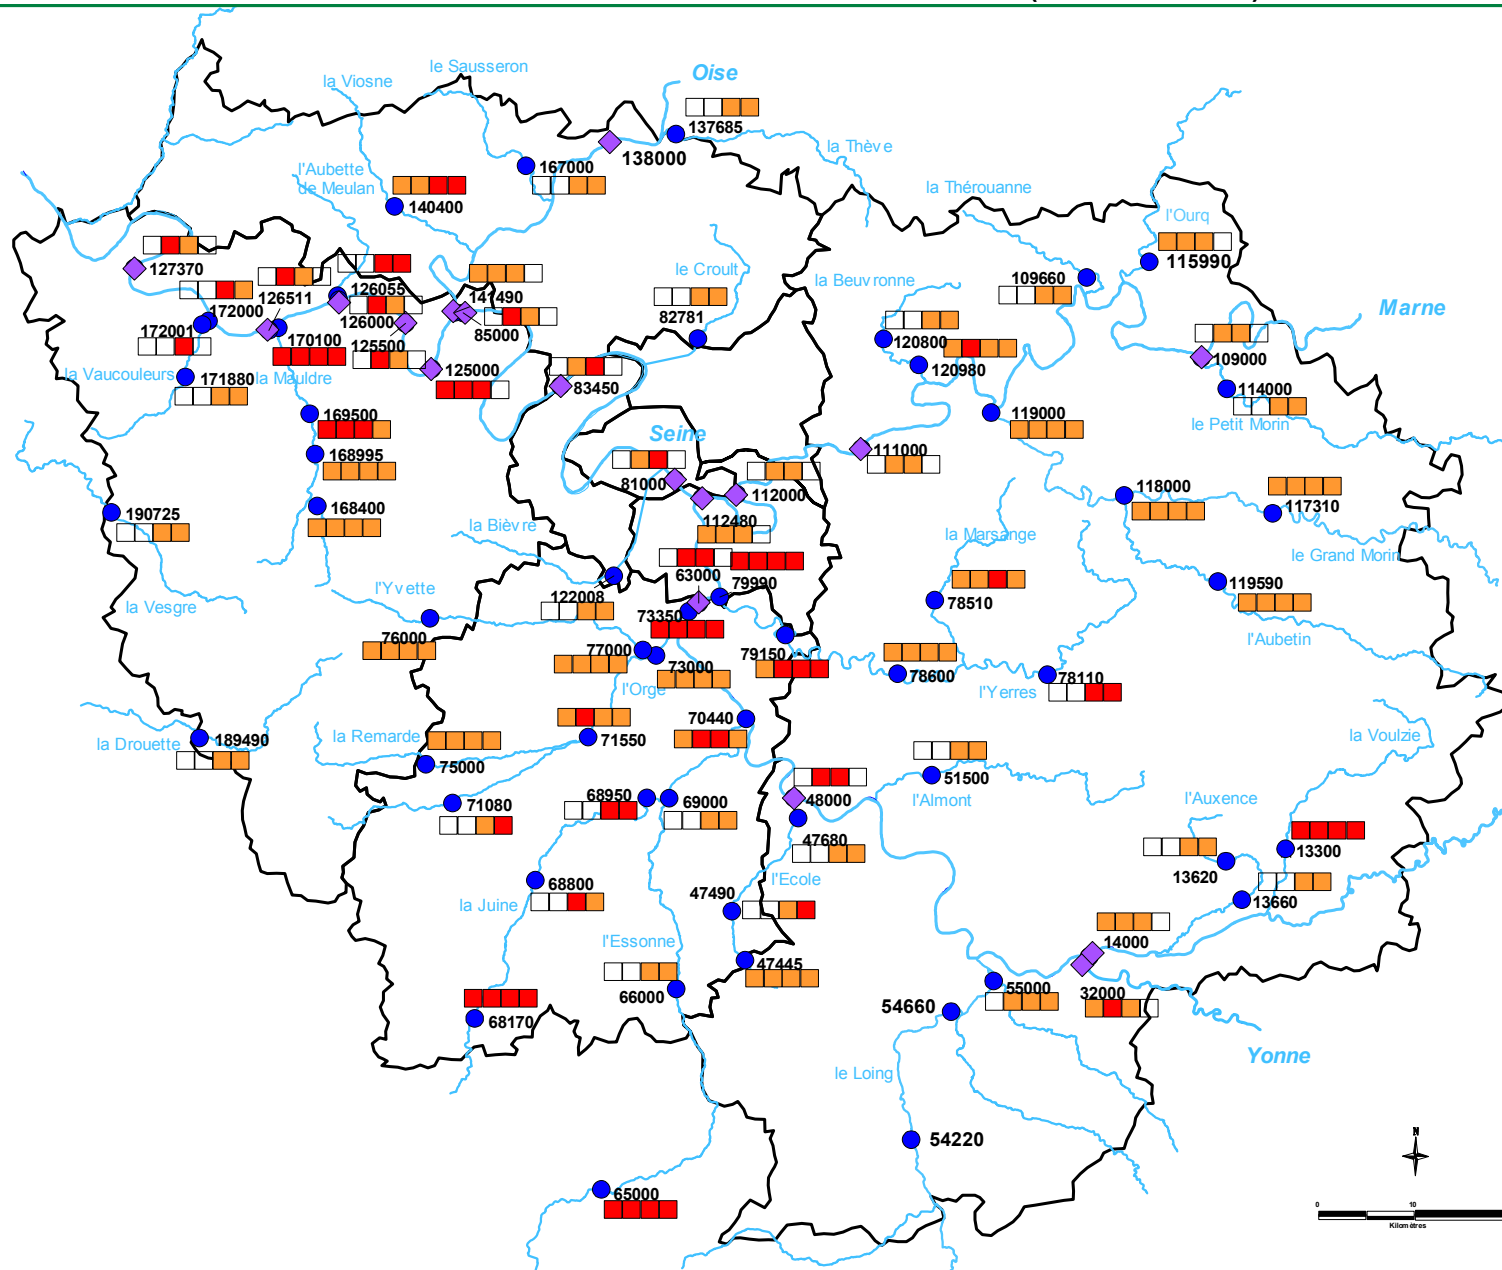 le Sausseron
Oise
la Viosne
137685
138000
la Thève
l'Aubette
de Meulan
167000
140400
la Thérouanne
l'Ourq
115990
127370
le Croult
la Beuvronne
109660
126511
126055
141490
172000
126000
85000
82781
Marne
172001
170100
125500
120800
109000
la Vaucouleurs
171880
la Mauldre
125000
83450
120980
114000
169500
119000
le Petit Morin
Seine
168995
111000
81000
112000
118000
190725
168400
117310
la Bièvre
112480
la Marsange
le Grand Morin
63000
79990
119590
l'Yvette
122008
78510
la Vesgre
73350
76000
77000
79150
l'Aubetin
73000
78600
78110
l'Orge
l'Yerres
70440
la Voulzie
la Drouette
189490
la Remarde
71550
75000
51500
68950
69000
48000
l'Almont
l'Auxence
71080
47680
13300
13620
68800
l'Ecole
47490
13660
la Juine
l'Essonne
14000
47445
66000
55000
32000
54660
68170
Yonne
le Loing
N
54220
65000
0
10
Kilomètres